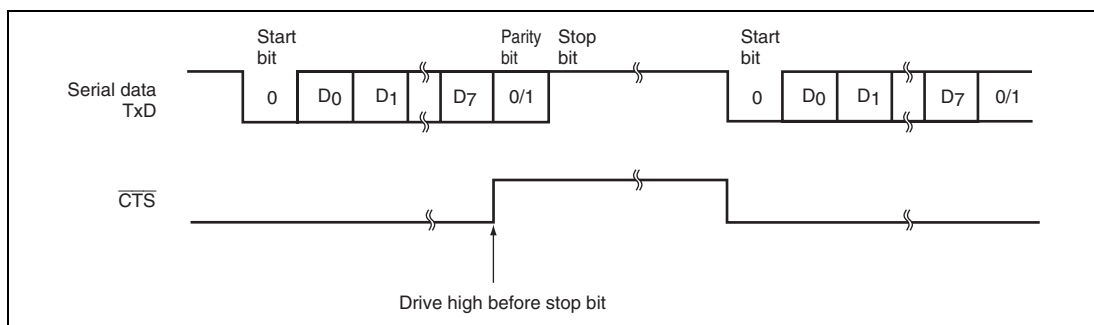 Start bit
Parity bit
Stop bit
Start bit
Serial data TxD
0
D0
D1
D7
0/1
0
D0
D1
D7
0/1
CTS
Drive high before stop bit